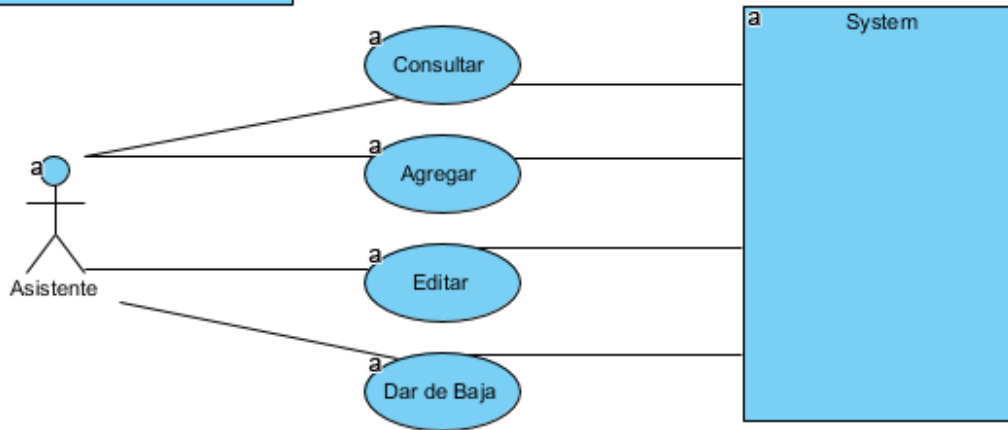 a
System
a
Consultar
a
Agregar
a
Asistente
a
Editar
a
Dar de Baja